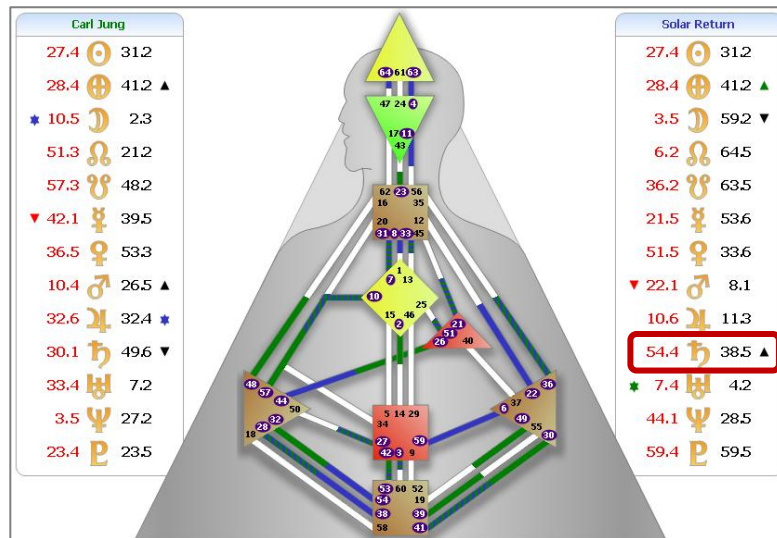 Carl Jung
27.4 ☉ 31.2
28.4 ⊕ 41.2 ▲
✶ 10.5 ☽ 2.3
51.3 ☊ 21.2
57.3 ☋ 48.2
▼ 42.1 ☿ 39.5
36.5 ♀ 53.3
10.4 ♂ 26.5 ▲
32.6 ♃ 32.4 ✶
30.1 ♄ 49.6 ▼
33.4 ♅ 7.2
3.5 ♆ 27.2
23.4 ♇ 23.5
64 61 63
47 24 4
17 11
43
62 23 56
16 35
20 12
31 8 33 45
1
7 13
10
25
15 46
2
21
51
26 40
48
57
44
50
32
28
18
36
22
37
6
49
55
30
5 14 29
34
27 59
42 3 9
53 60 52
54 19
38 39
58 41
Solar Return
27.4 ☉ 31.2
28.4 ⊕ 41.2 ▲
3.5 ☽ 59.2 ▼
6.2 ☊ 64.5
36.2 ☋ 63.5
21.5 ☿ 53.6
51.5 ♀ 33.6
▼ 22.1 ♂ 8.1
10.6 ♃ 11.3
54.4 ♄ 38.5 ▲
✶ 7.4 ♅ 4.2
44.1 ♆ 28.5
59.4 ♇ 59.5